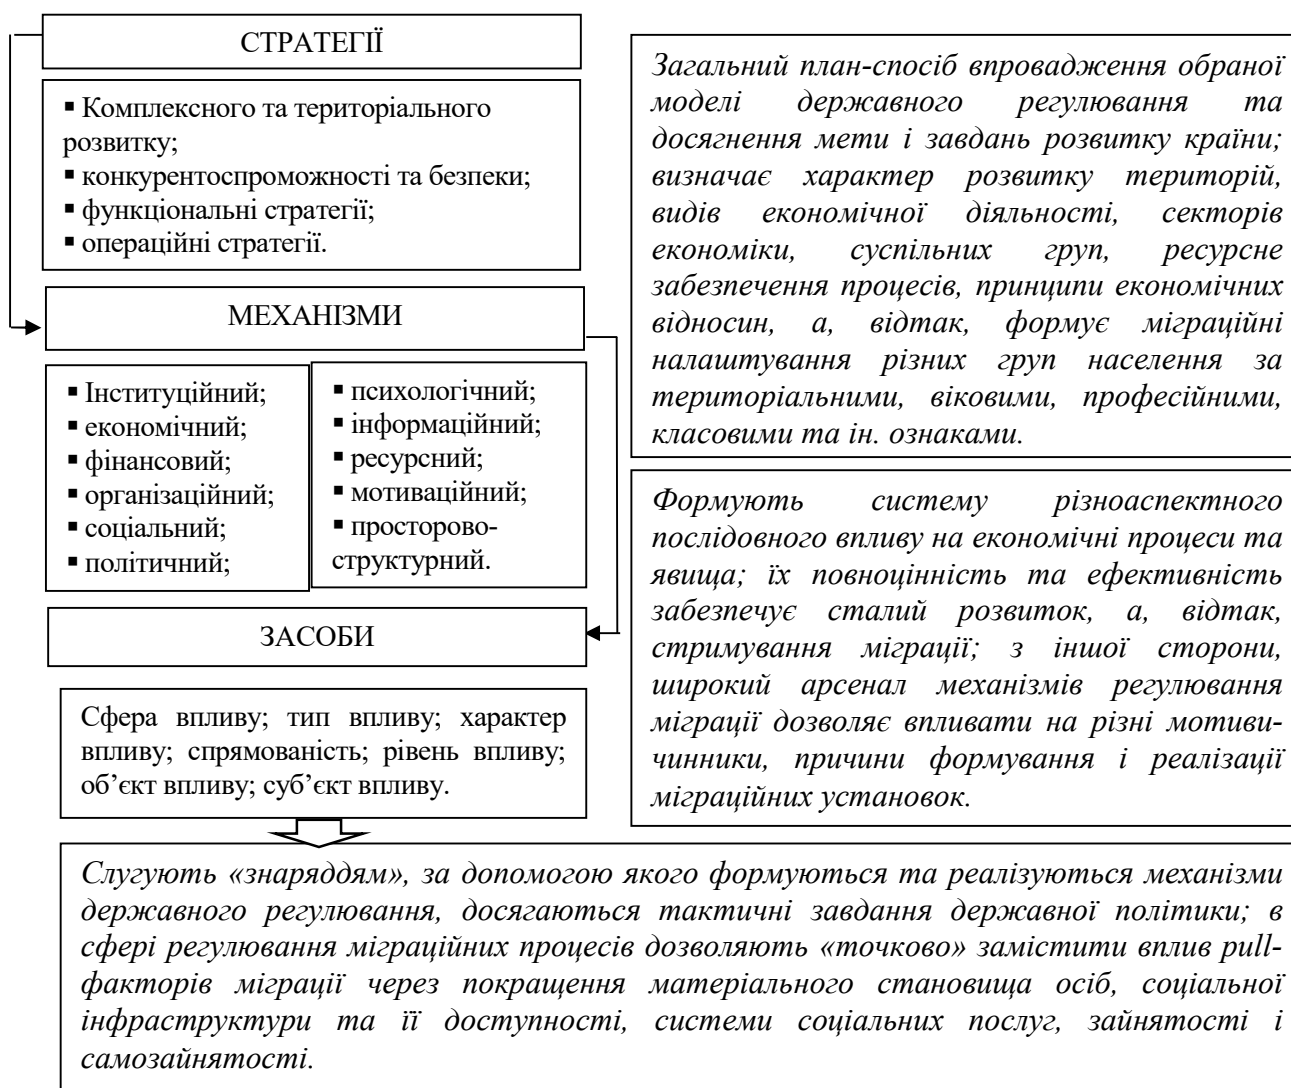 СТРАТЕГІЇ
▪ Комплексного та територіального
розвитку;
▪ конкурентоспроможності та безпеки;
▪ функціональні стратегії;
▪ операційні стратегії.
Загальний план-спосіб впровадження обраної
моделі державного регулювання та
досягнення мети і завдань розвитку країни;
визначає характер розвитку територій,
видів економічної діяльності, секторів
економіки, суспільних груп, ресурсне
забезпечення процесів, принципи економічних
відносин, а, відтак, формує міграційні
налаштування різних груп населення за
територіальними, віковими, професійними,
класовими та ін. ознаками.
МЕХАНІЗМИ
▪ Інституційний;
▪ економічний;
▪ фінансовий;
▪ організаційний;
▪ соціальний;
▪ політичний;
▪ психологічний;
▪ інформаційний;
▪ ресурсний;
▪ мотиваційний;
▪ просторово-
структурний.
Формують систему різноаспектного
послідовного впливу на економічні процеси та
явища; їх повноцінність та ефективність
забезпечує сталий розвиток, а, відтак,
стримування міграції; з іншої сторони,
широкий арсенал механізмів регулювання
міграції дозволяє впливати на різні мотиви-
чинники, причини формування і реалізації
міграційних установок.
ЗАСОБИ
Сфера впливу; тип впливу; характер
впливу; спрямованість; рівень впливу;
об’єкт впливу; суб’єкт впливу.
Слугують «знаряддям», за допомогою якого формуються та реалізуються механізми
державного регулювання, досягаються тактичні завдання державної політики; в
сфері регулювання міграційних процесів дозволяють «точково» замістити вплив pull-
факторів міграції через покращення матеріального становища осіб, соціальної
інфраструктури та її доступності, системи соціальних послуг, зайнятості і
самозайнятості.